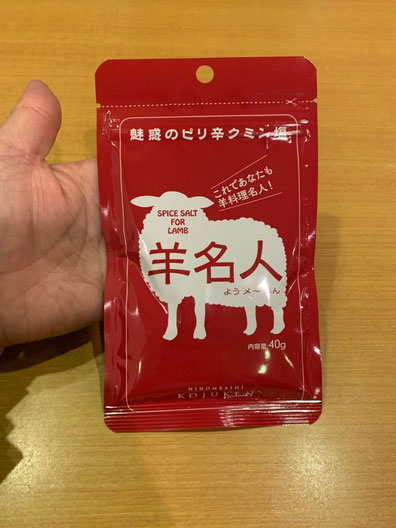 魅惑のピリ辛クミン塩
これであなたも
羊料理名人!
SPICE SALT
FOR
LAMB
羊名人
よう メ〜 じん
内容量 40g
NIHOMBASHI
KOJUKEN